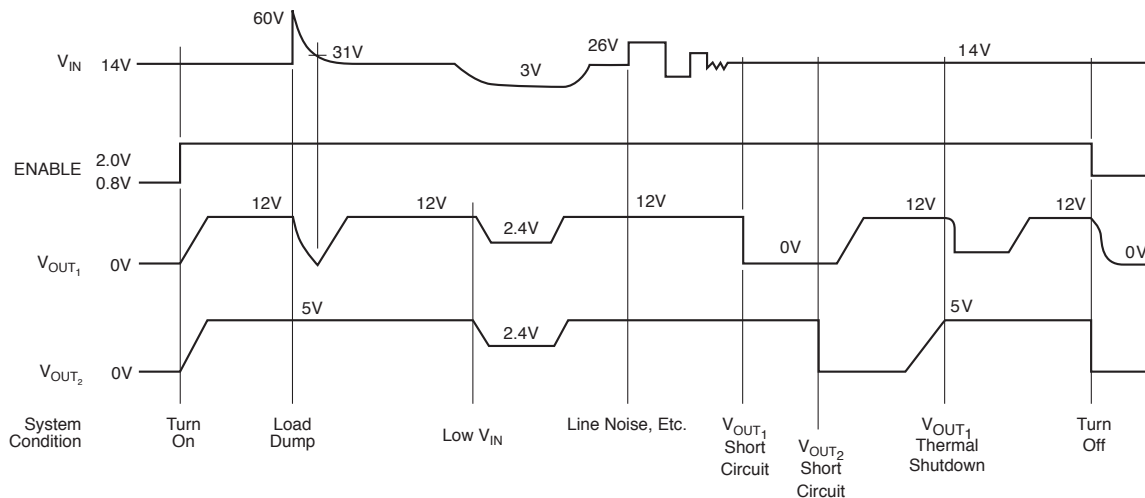 60V
31V
V_IN 14V
3V
26V
14V
ENABLE
2.0V
0.8V
12V
12V
2.4V
12V
0V
12V
12V
V_OUT1 0V
0V
5V
2.4V
5V
V_OUT2 0V
System
Condition
Turn
On
Load
Dump
Low V_IN
Line Noise, Etc.
V_OUT1
Short
Circuit
V_OUT2
Short
Circuit
V_OUT1
Thermal
Shutdown
Turn
Off